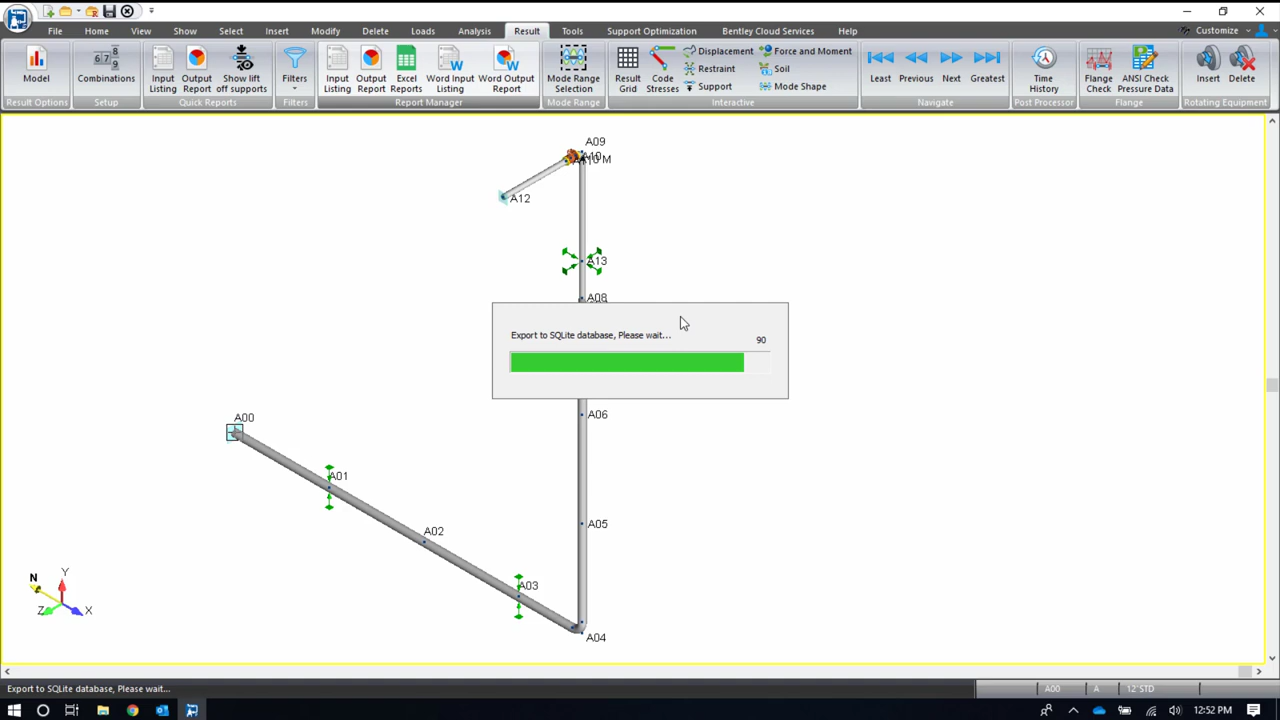 File Home View Show Select Insert Modify Delete Loads Analysis Result Tools Support Optimization Bentley Cloud Services Help Customize
Model
Combinations
Input Listing
Output Report
Show lift off supports
Filters
Input Listing
Output Report
Excel Reports
Word Input Listing
Word Output Report
Mode Range Selection
Result Grid
Code Stresses
Displacement
Restraint
Support
Force and Moment
Soil
Mode Shape
Least
Previous
Next
Greatest
Time History
Flange Check
ANSI Check Pressure Data
Insert
Delete
Result Options Setup Quick Reports Filters Report Manager Mode Range Interactive Navigate Post Processor Flange Rotating Equipment
A09
A10 M
A12
A13
A08
Export to SQLite database, Please wait...
90
A06
A00
A01
A02
A05
A03
A04
N
Y
Z
X
Export to SQLite database, Please wait...
A00 A 12"STD
12:52 PM